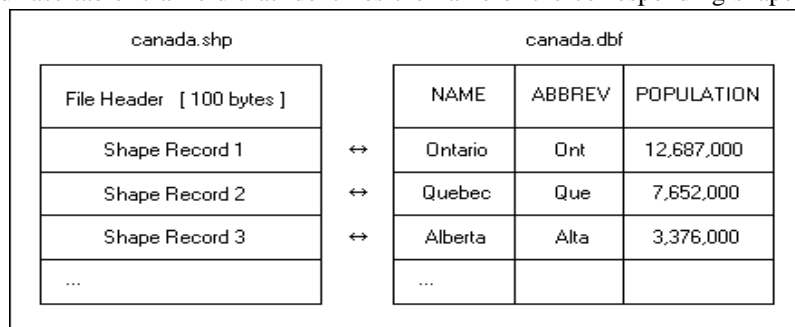 canada.shp canada.dbf
File Header [ 100 bytes ] NAME ABBREV POPULATION
Shape Record 1 ↔ Ontario Ont 12,687,000
Shape Record 2 ↔ Quebec Que 7,652,000
Shape Record 3 ↔ Alberta Alta 3,376,000
... ...